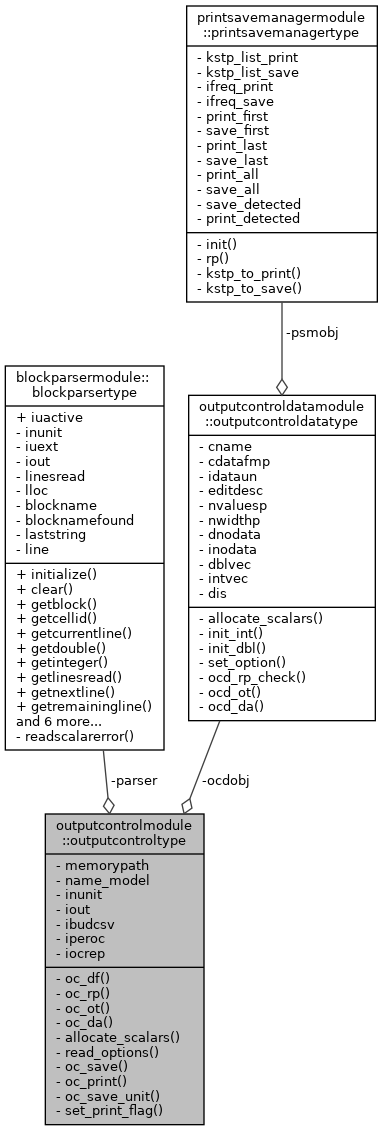 printsavemanagermodule
::printsavemanagertype
- kstp_list_print
- kstp_list_save
- ifreq_print
- ifreq_save
- print_first
- save_first
- print_last
- save_last
- print_all
- save_all
- save_detected
- print_detected
- init()
- rp()
- kstp_to_print()
- kstp_to_save()
-psmobj
blockparsermodule::
blockparsertype
+ iuactive
- inunit
- iuext
- iout
- linesread
- lloc
- blockname
- blocknamefound
- laststring
- line
+ initialize()
+ clear()
+ getblock()
+ getcellid()
+ getcurrentline()
+ getdouble()
+ getinteger()
+ getlinesread()
+ getnextline()
+ getremainingline()
and 6 more...
- readscalarerror()
outputcontroldatamodule
::outputcontroldatatype
- cname
- cdatafmp
- idataun
- editdesc
- nvaluesp
- nwidthp
- dnodata
- inodata
- dblvec
- intvec
- dis
- allocate_scalars()
- init_int()
- init_dbl()
- set_option()
- ocd_rp_check()
- ocd_ot()
- ocd_da()
-parser
-ocdobj
outputcontrolmodule
::outputcontroltype
- memorypath
- name_model
- inunit
- iout
- ibudcsv
- iperoc
- iocrep
- oc_df()
- oc_rp()
- oc_ot()
- oc_da()
- allocate_scalars()
- read_options()
- oc_save()
- oc_print()
- oc_save_unit()
- set_print_flag()